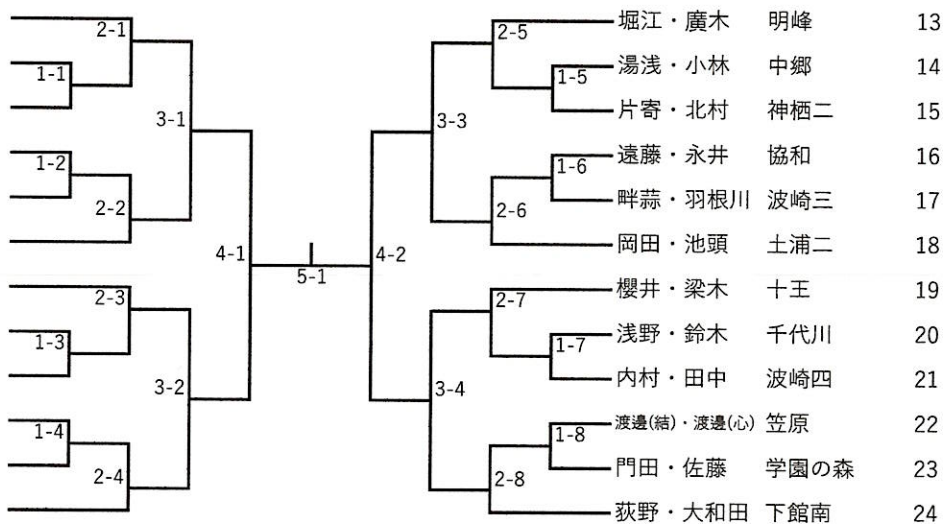 堀江・廣木 明峰 13
2-1 2-5
湯浅・小林 中郷 14
1-1 1-5
片寄・北村 神栖二 15
3-1 3-3
遠藤・永井 協和 16
1-2 1-6
畔蒜・羽根川 波崎三 17
2-2 2-6
岡田・池頭 土浦二 18
4-1 4-2
5-1
櫻井・梁木 十王 19
2-3 2-7
浅野・鈴木 千代川 20
1-3 1-7
内村・田中 波崎四 21
3-2 3-4
渡邊(結)・渡邊(心) 笠原 22
1-4 1-8
門田・佐藤 学園の森 23
2-4 2-8
荻野・大和田 下館南 24